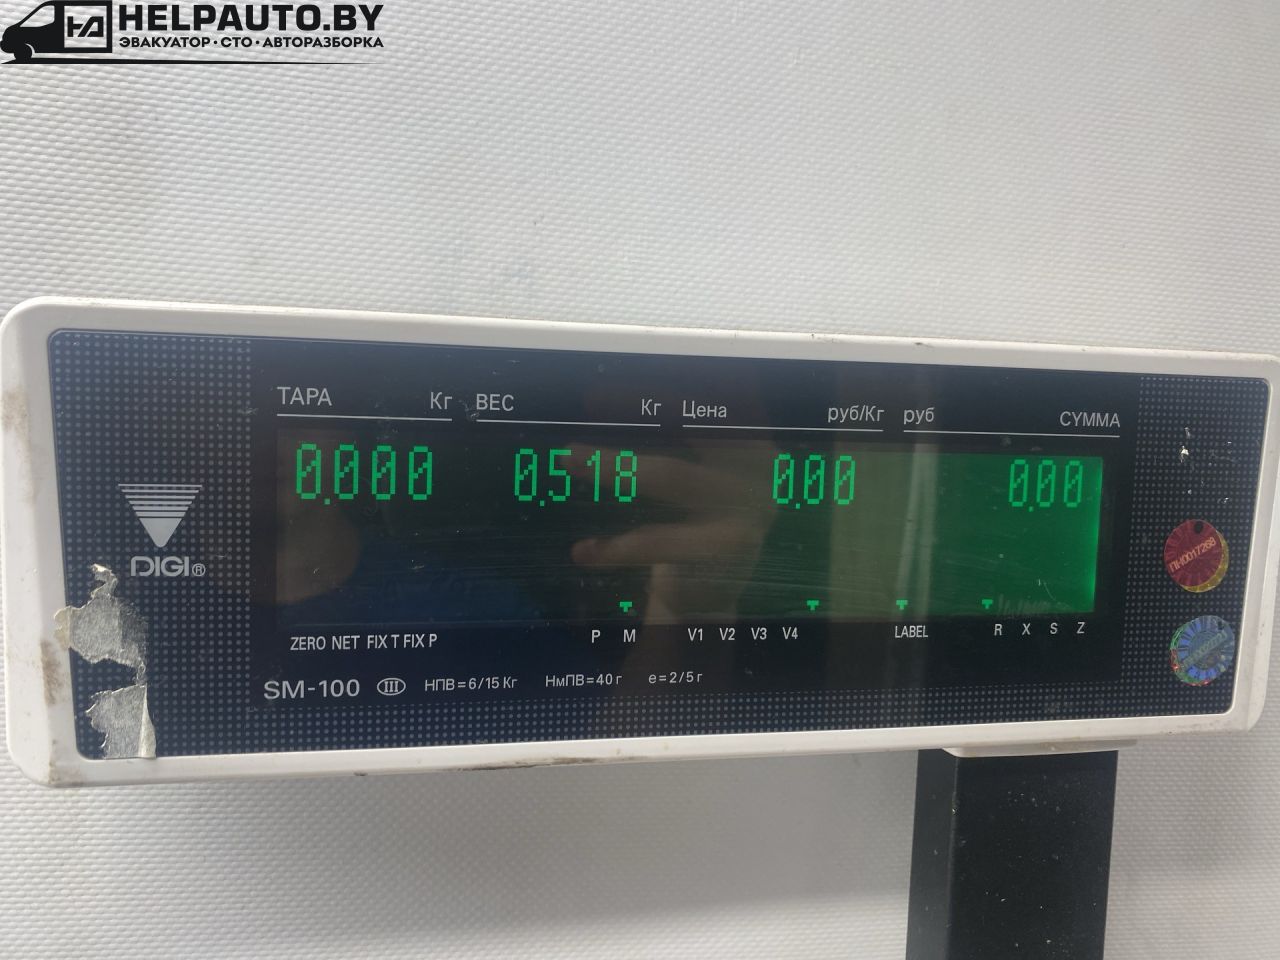 HELPAUTO.BY
ЭВАКУАТОР · СТО · АВТОРАЗБОРКА
ТАРА Кг ВЕС Кг Цена руб/Кг руб СУММА
0.000 0.518 0.00 0.00
DIGI®
ПН0017268
ZERO NET FIX T FIX P P M V1 V2 V3 V4 LABEL R X S Z
SM-100 III НПВ=6/15 Кг НмПВ=40 г е=2/5 г